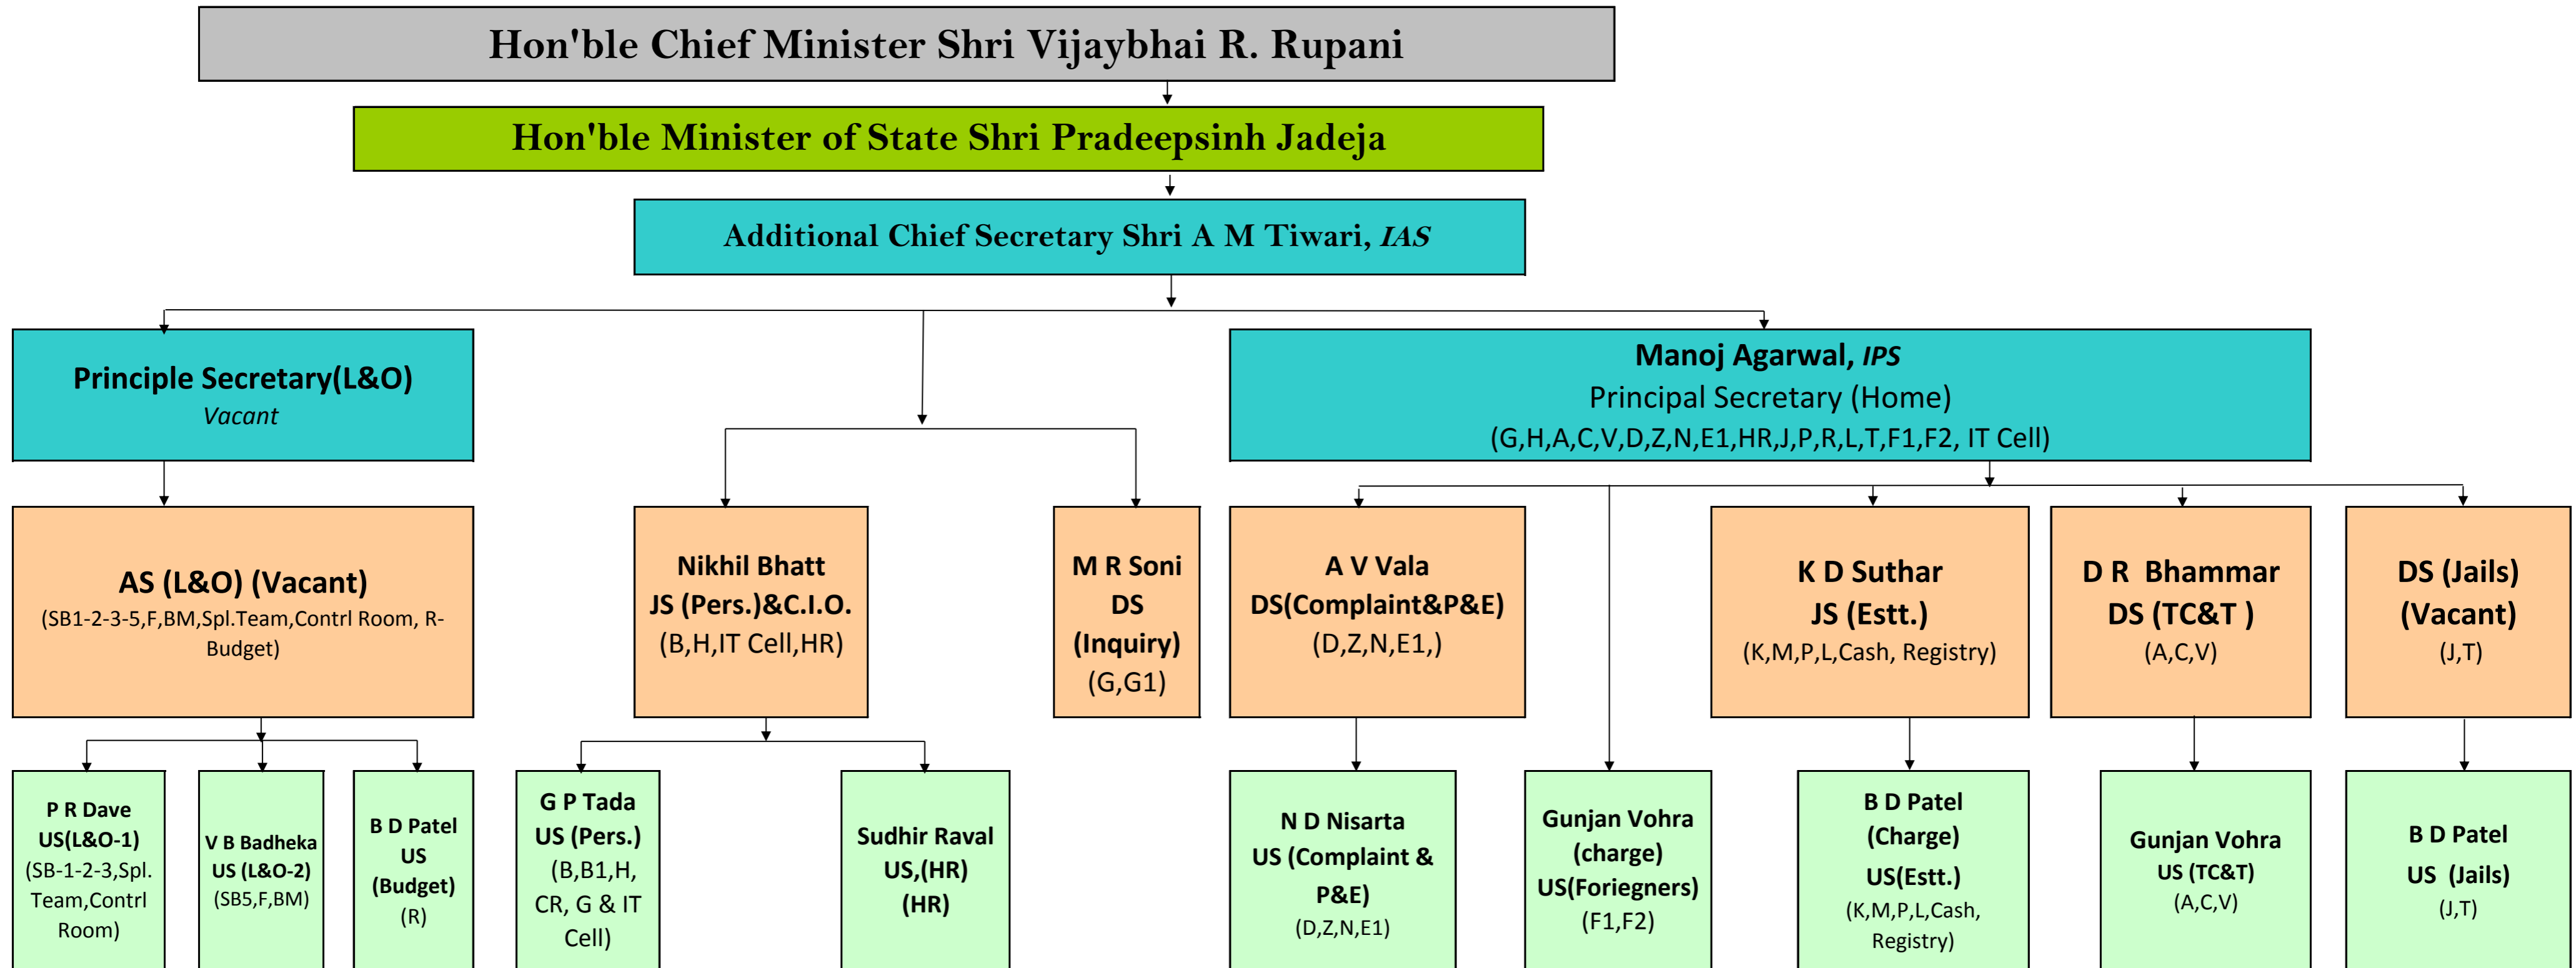 Hon'ble Chief Minister Shri Vijaybhai R. Rupani
Hon'ble Minister of State Shri Pradeepsinh Jadeja
Additional Chief Secretary Shri A M Tiwari, IAS
Principle Secretary(L&O)
Vacant
Manoj Agarwal, IPS
Principal Secretary (Home)
(G,H,A,C,V,D,Z,N,E1,HR,J,P,R,L,T,F1,F2, IT Cell)
AS (L&O) (Vacant)
(SB1-2-3-5,F,BM,Spl.Team,Contrl Room, R-
Budget)
Nikhil Bhatt
JS (Pers.)&C.I.O.
(B,H,IT Cell,HR)
M R Soni
DS
(Inquiry)
(G,G1)
A V Vala
DS(Complaint&P&E)
(D,Z,N,E1,)
K D Suthar
JS (Estt.)
(K,M,P,L,Cash, Registry)
D R  Bhammar
DS (TC&T )
(A,C,V)
DS (Jails)
(Vacant)
(J,T)
P R Dave
US(L&O-1)
(SB-1-2-3,Spl.
Team,Contrl
Room)
V B Badheka
US (L&O-2)
(SB5,F,BM)
B D Patel
US
(Budget)
(R)
G P Tada
US (Pers.)
(B,B1,H,
CR, G & IT
Cell)
Sudhir Raval
US,(HR)
(HR)
N D Nisarta
US (Complaint &
P&E)
(D,Z,N,E1)
Gunjan Vohra
(charge)
US(Foriegners)
(F1,F2)
B D Patel
(Charge)
US(Estt.)
(K,M,P,L,Cash,
Registry)
Gunjan Vohra
US (TC&T)
(A,C,V)
B D Patel
US  (Jails)
(J,T)